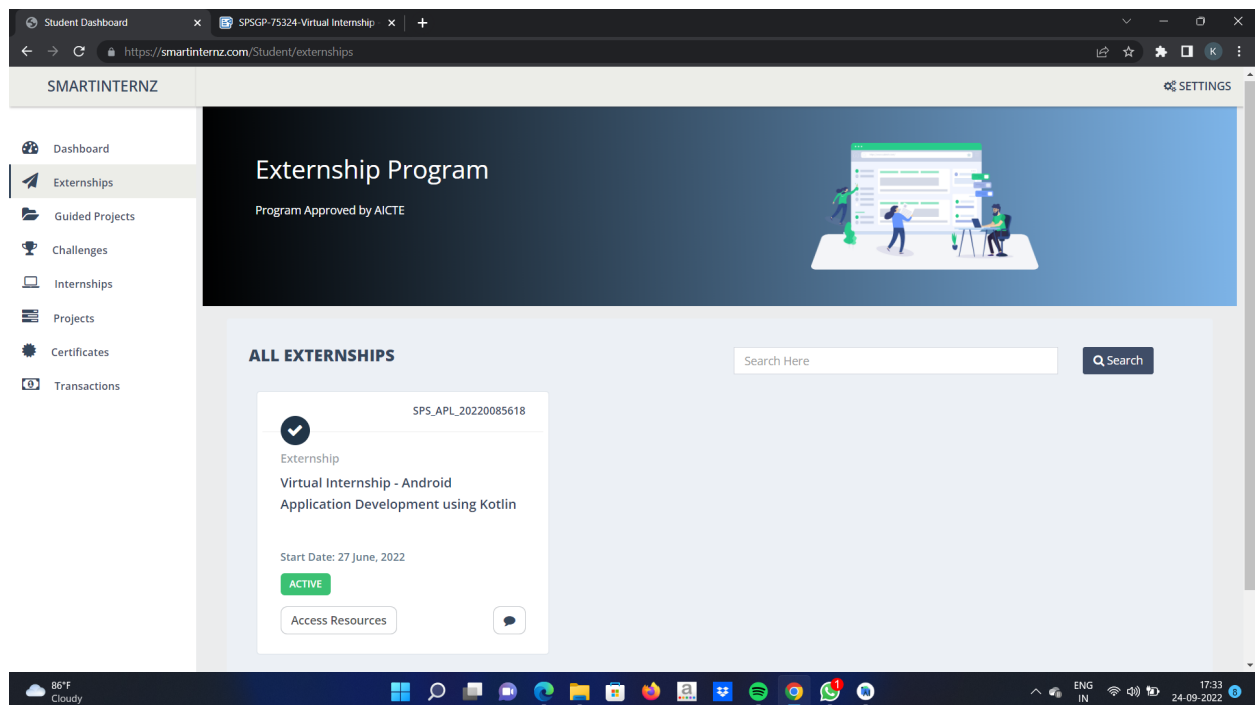 Student Dashboard
SPSGP-75324-Virtual Internship
https://smartinternz.com/Student/externships
K
SMARTINTERNZ
SETTINGS
Dashboard
Externships
Guided Projects
Challenges
Internships
Projects
Certificates
Transactions
Externship Program
Program Approved by AICTE
ALL EXTERNSHIPS
Search Here
Search
SPS_APL_20220085618
Externship
Virtual Internship - Android
Application Development using Kotlin
Start Date: 27 June, 2022
ACTIVE
Access Resources
86°F
Cloudy
a
1
ENG
IN
17:33
24-09-2022
8